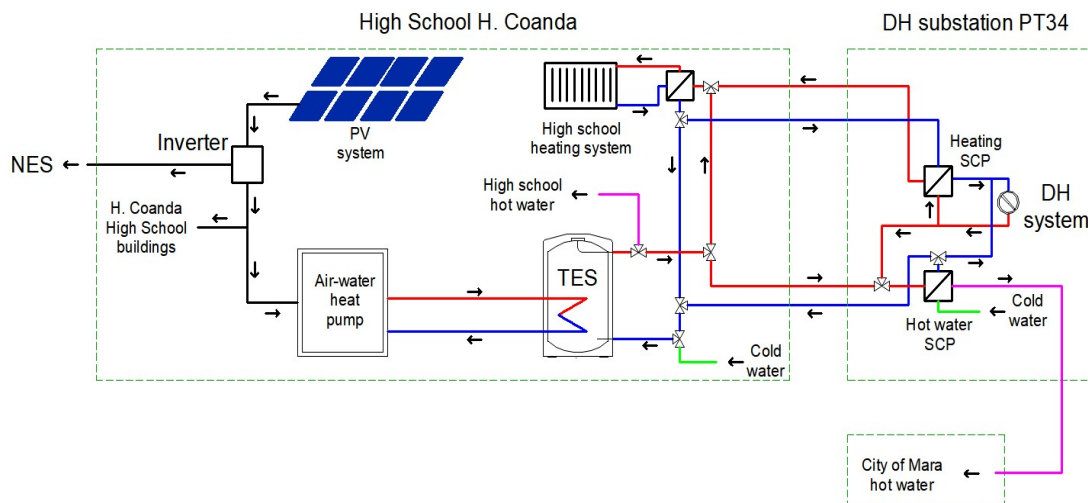 High School H. Coanda
DH substation PT34
PV
system
Inverter
NES
H. Coanda
High School
buildings
Air-water
heat
pump
High school
heating system
High school
hot water
TES
Cold
water
Heating
SCP
DH
system
Hot water
SCP
Cold
water
City of Mara
hot water